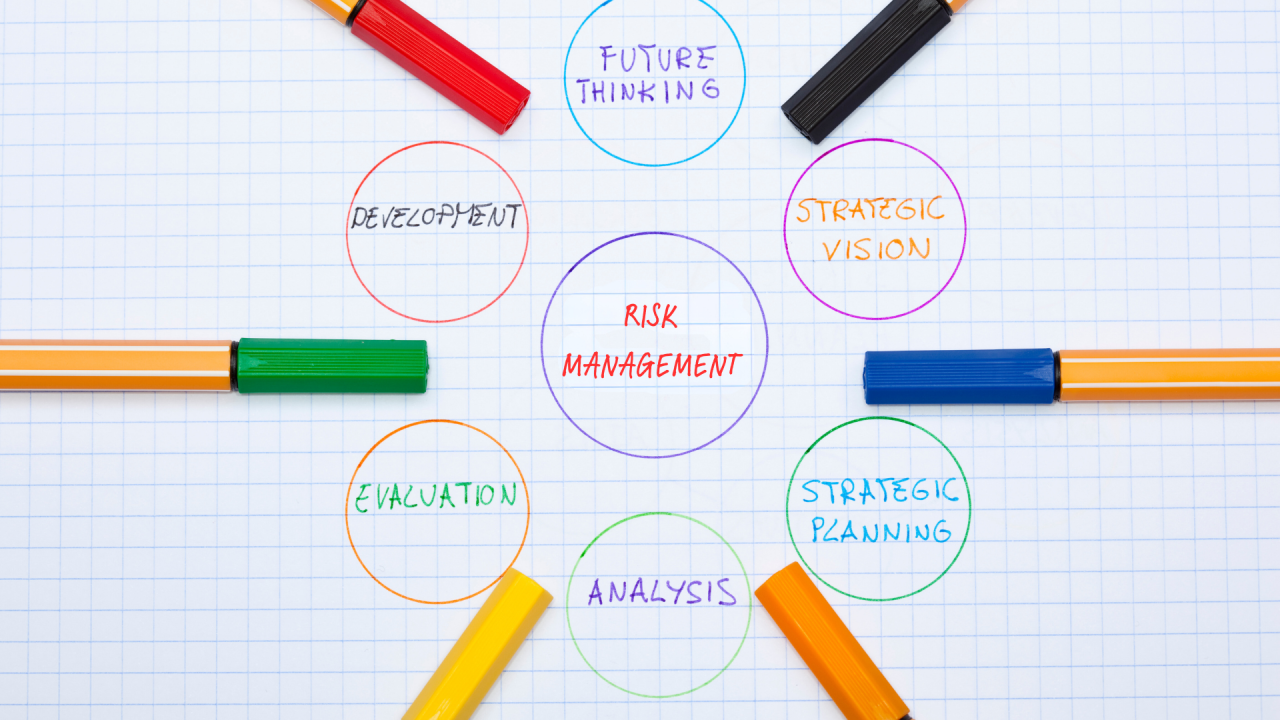 FUTURE
THINKING
DEVELOPMENT
STRATEGIC
VISION
RISK
MANAGEMENT
EVALUATION
STRATEGIC
PLANNING
ANALYSIS